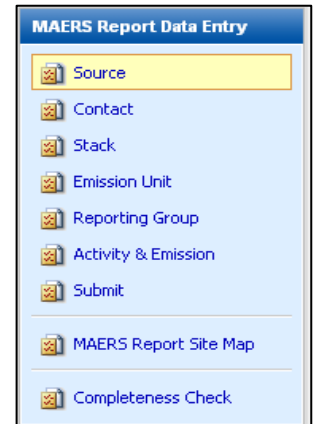 MAERS Report Data Entry
Source
Contact
Stack
Emission Unit
Reporting Group
Activity & Emission
Submit
MAERS Report Site Map
Completeness Check